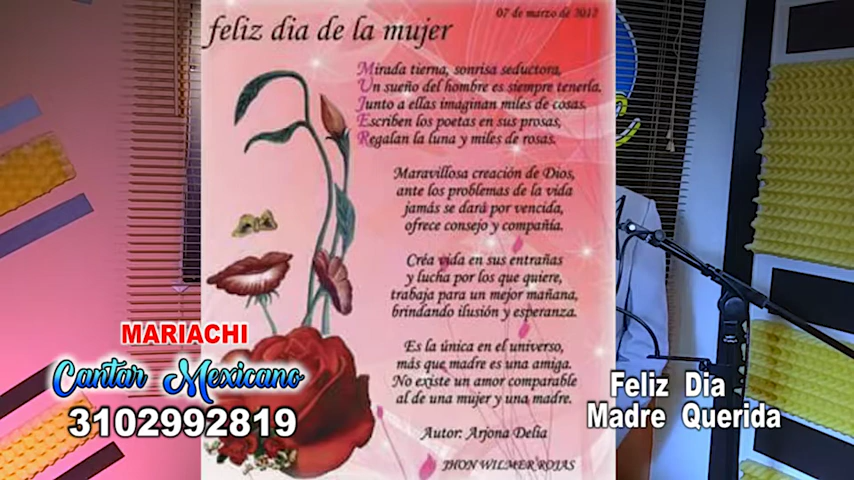 feliz dia de la mujer
07 de marzo de 2012
Mirada tierna, sonrisa seductora,
Un sueño del hombre es siempre tenerla.
Junto a ellas imaginan miles de cosas.
Escriben los poetas en sus prosas,
Regalan la luna y miles de rosas.
Maravillosa creación de Dios,
ante los problemas de la vida
jamás se dará por vencida,
ofrece consejo y compañía.
Créa vida en sus entrañas
y lucha por los que quiere,
trabaja para un mejor mañana,
brindando ilusión y esperanza.
Es la única en el universo,
más que madre es una amiga.
No existe un amor comparable
al de una mujer y una madre.
Autor: Arjona Delia
JHON WILMER ROJAS
MARIACHI
Cantar Mexicano
3102992819
Feliz Dia
Madre Querida